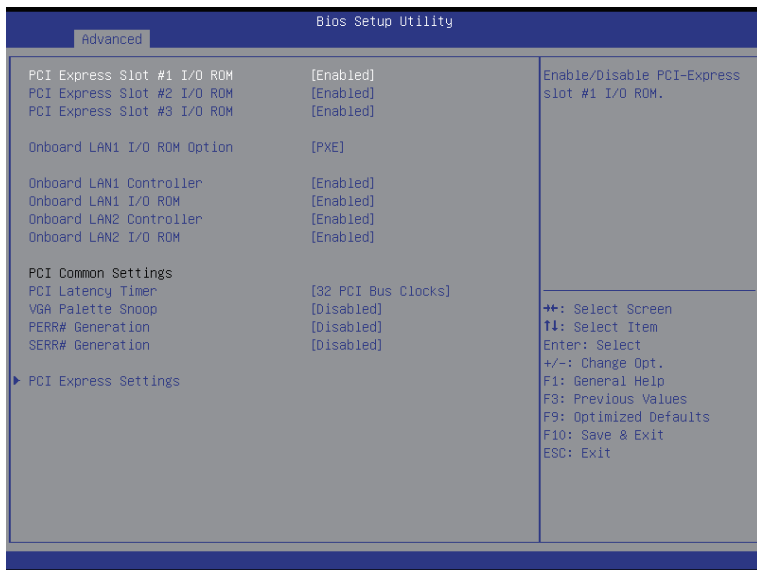 Bios Setup Utility
Advanced
PCI Express Slot #1 I/O ROM [Enabled]
PCI Express Slot #2 I/O ROM [Enabled]
PCI Express Slot #3 I/O ROM [Enabled]
Onboard LAN1 I/O ROM Option [PXE]
Onboard LAN1 Controller [Enabled]
Onboard LAN1 I/O ROM [Enabled]
Onboard LAN2 Controller [Enabled]
Onboard LAN2 I/O ROM [Enabled]
PCI Common Settings
PCI Latency Timer [32 PCI Bus Clocks]
VGA Palette Snoop [Disabled]
PERR# Generation [Disabled]
SERR# Generation [Disabled]
PCI Express Settings
Enable/Disable PCI-Express
slot #1 I/O ROM.
→←: Select Screen
↑↓: Select Item
Enter: Select
+/-: Change Opt.
F1: General Help
F3: Previous Values
F9: Optimized Defaults
F10: Save & Exit
ESC: Exit